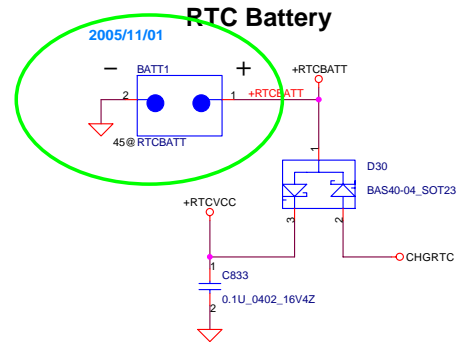 RTC Battery
2005/11/01
- BATT1 +
+RTCBATT
2 1 +RTCBATT
45@ RTCBATT
1
D30
BAS40-04_SOT23
+RTCVCC
3 2
CHGRTC
1
C833
0.1U_0402_16V4Z
2